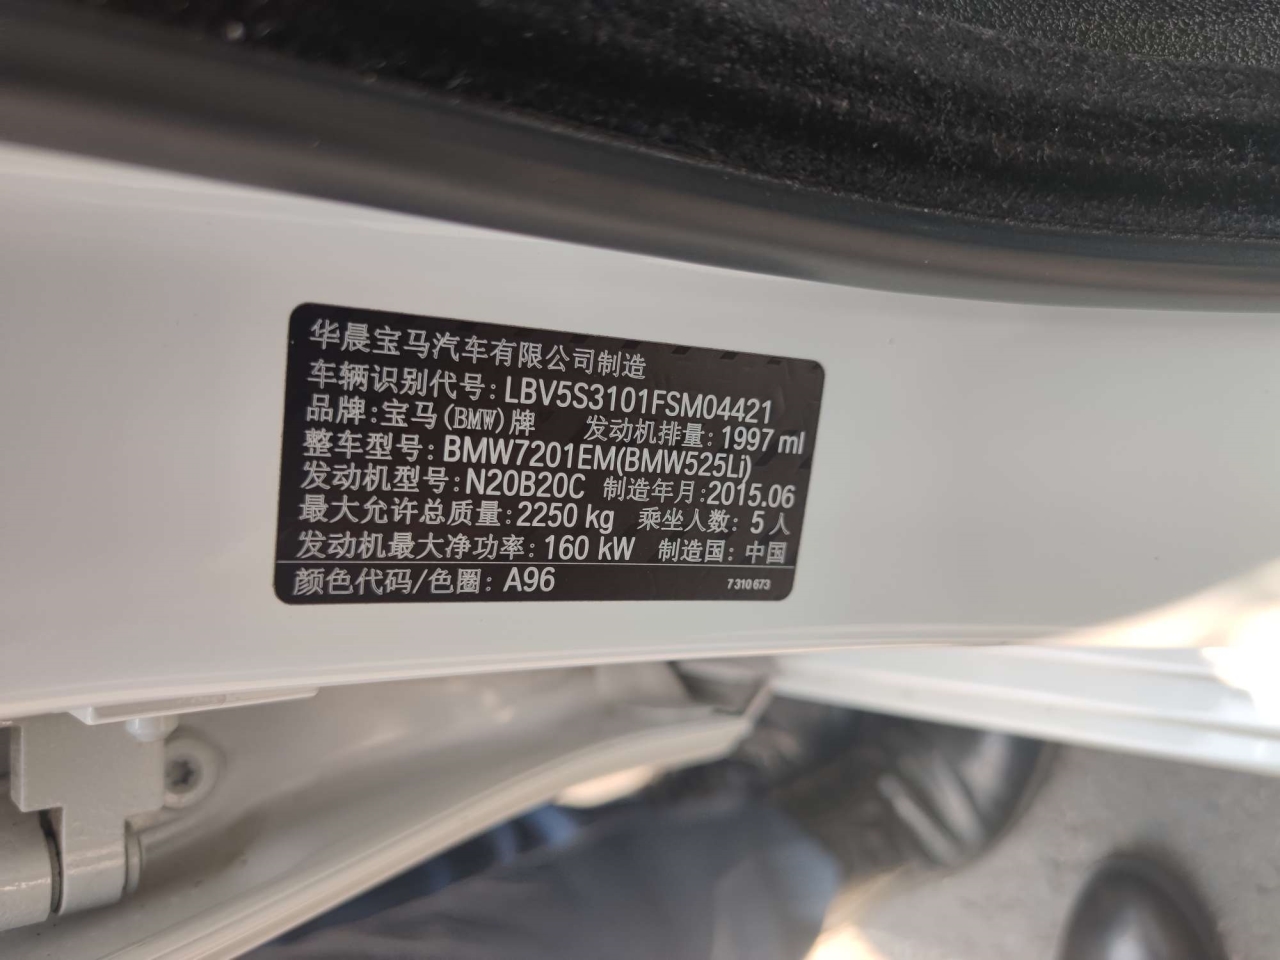 华晨宝马汽车有限公司制造
车辆识别代号: LBV5S3101FSM04421
品牌: 宝马(BMW)牌 发动机排量: 1997 ml
整车型号: BMW7201EM(BMW525Li)
发动机型号: N20B20C 制造年月: 2015.06
最大允许总质量: 2250 kg 乘坐人数: 5 人
发动机最大净功率: 160 kW 制造国: 中国
颜色代码/色圈: A96 7 310 673